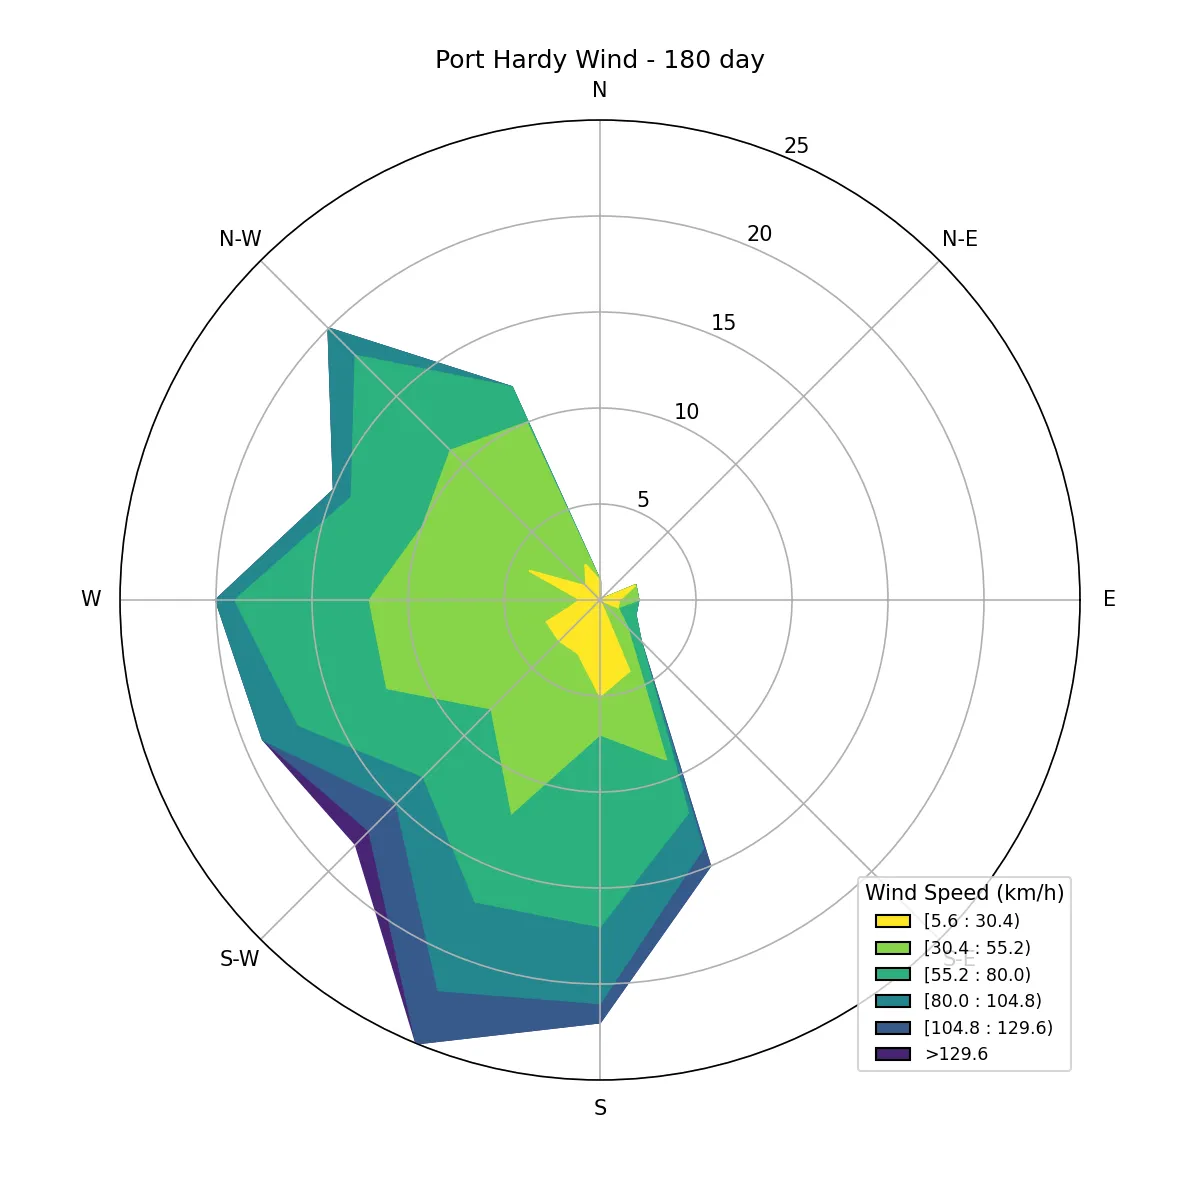 Port Hardy Wind - 180 day
N
25
N-W
20
N-E
15
10
5
W
E
Wind Speed (km/h)
[5.6 : 30.4)
[30.4 : 55.2)
S-W
S-E
[55.2 : 80.0)
[80.0 : 104.8)
[104.8 : 129.6)
>129.6
S